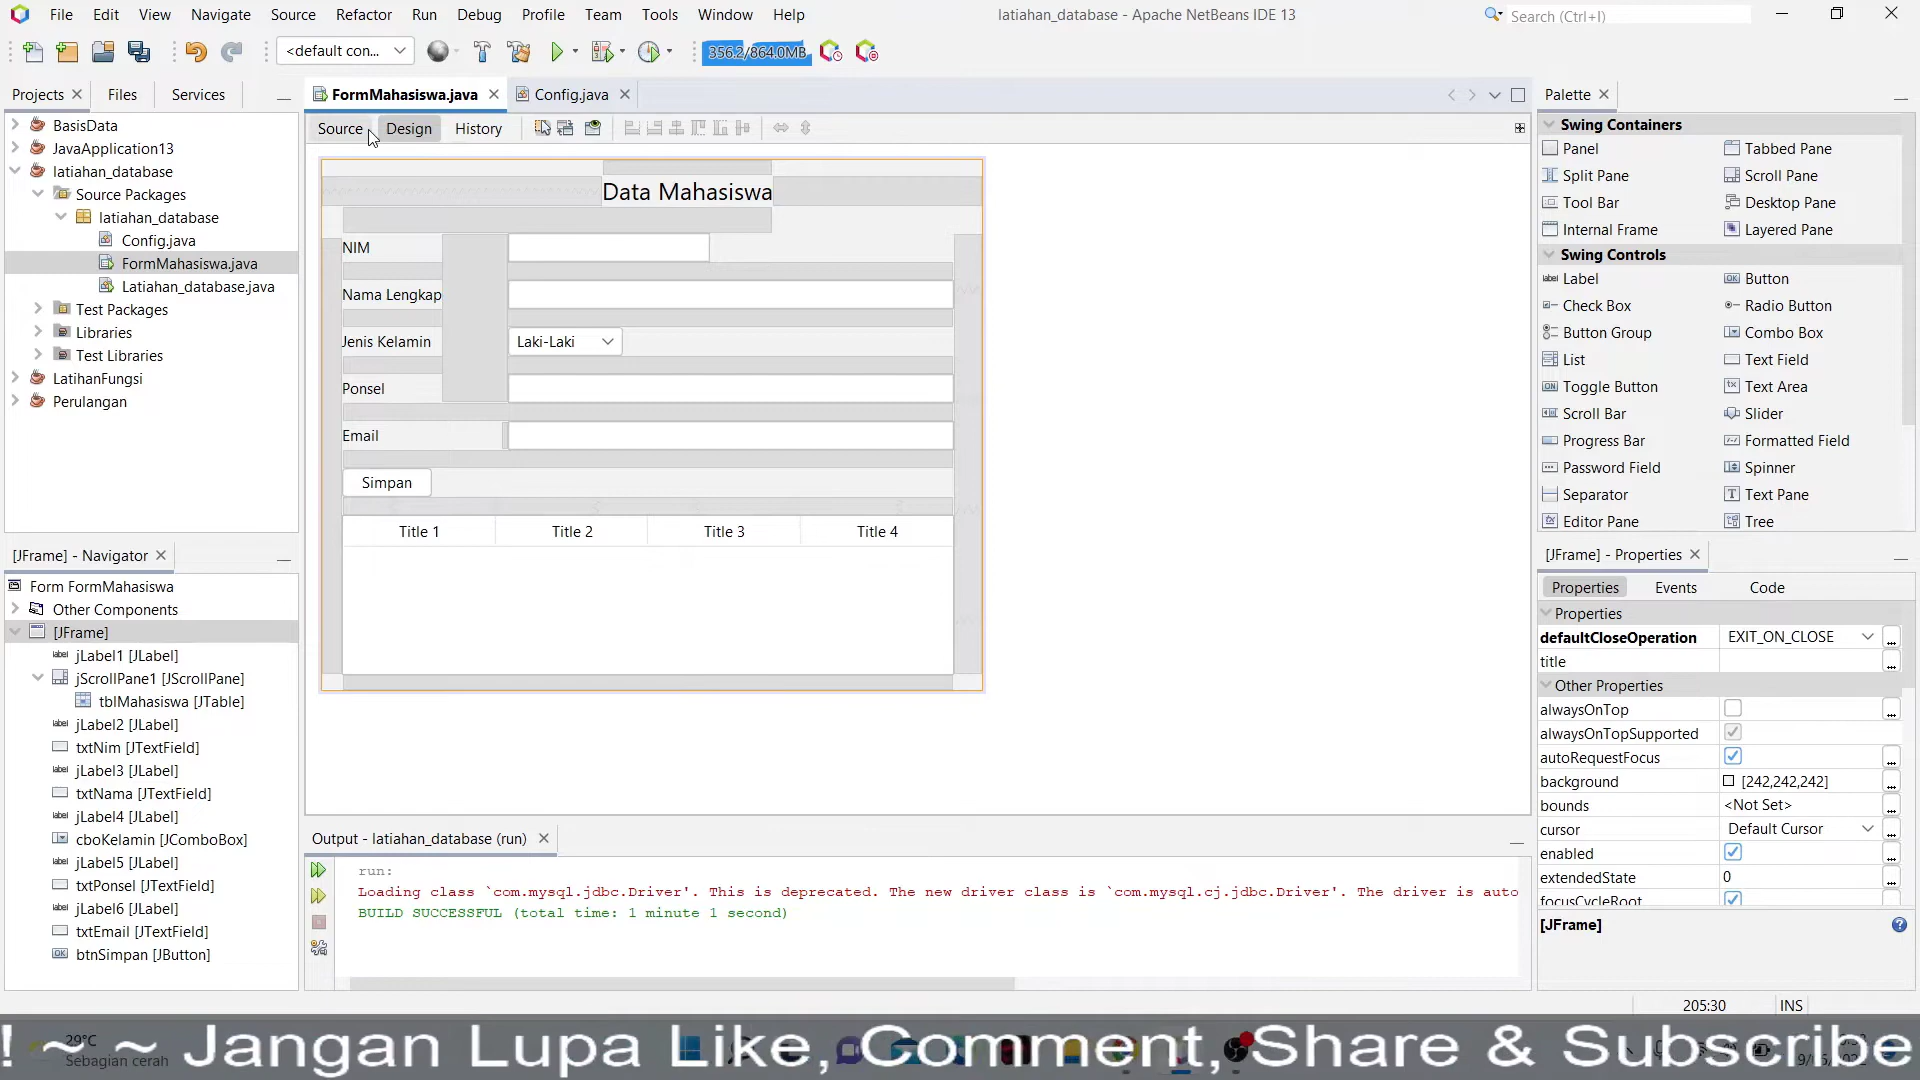 File Edit View Navigate Source Refactor Run Debug Profile Team Tools Window Help
latiahan_database - Apache NetBeans IDE 13
Search (Ctrl+I)
<default con...
356.2/864.0MB
Projects Files Services
BasisData
JavaApplication13
latiahan_database
Source Packages
latiahan_database
Config.java
FormMahasiswa.java
Latiahan_database.java
Test Packages
Libraries
Test Libraries
LatihanFungsi
Perulangan
[JFrame] - Navigator
Form FormMahasiswa
Other Components
[JFrame]
jLabel1 [JLabel]
jScrollPane1 [JScrollPane]
tblMahasiswa [JTable]
jLabel2 [JLabel]
txtNim [JTextField]
jLabel3 [JLabel]
txtNama [JTextField]
jLabel4 [JLabel]
cboKelamin [JComboBox]
jLabel5 [JLabel]
txtPonsel [JTextField]
jLabel6 [JLabel]
txtEmail [JTextField]
btnSimpan [JButton]
FormMahasiswa.java Config.java
Source Design History
Data Mahasiswa
NIM
Nama Lengkap
Jenis Kelamin Laki-Laki
Ponsel
Email
Simpan
Title 1 Title 2 Title 3 Title 4
Output - latiahan_database (run)
run:
Loading class `com.mysql.jdbc.Driver'. This is deprecated. The new driver class is `com.mysql.cj.jdbc.Driver'. The driver is auto
BUILD SUCCESSFUL (total time: 1 minute 1 second)
Palette
Swing Containers
Panel Tabbed Pane
Split Pane Scroll Pane
Tool Bar Desktop Pane
Internal Frame Layered Pane
Swing Controls
Label Button
Check Box Radio Button
Button Group Combo Box
List Text Field
Toggle Button Text Area
Scroll Bar Slider
Progress Bar Formatted Field
Password Field Spinner
Separator Text Pane
Editor Pane Tree
[JFrame] - Properties
Properties Events Code
Properties
defaultCloseOperation EXIT_ON_CLOSE
title
Other Properties
alwaysOnTop
alwaysOnTopSupported
autoRequestFocus
background [242,242,242]
bounds <Not Set>
cursor Default Cursor
enabled
extendedState 0
focusCycleRoot
[JFrame]
205:30 INS
29°C
Sebagian cerah
! ~ ~ Jangan Lupa Like, Comment, Share & Subscribe